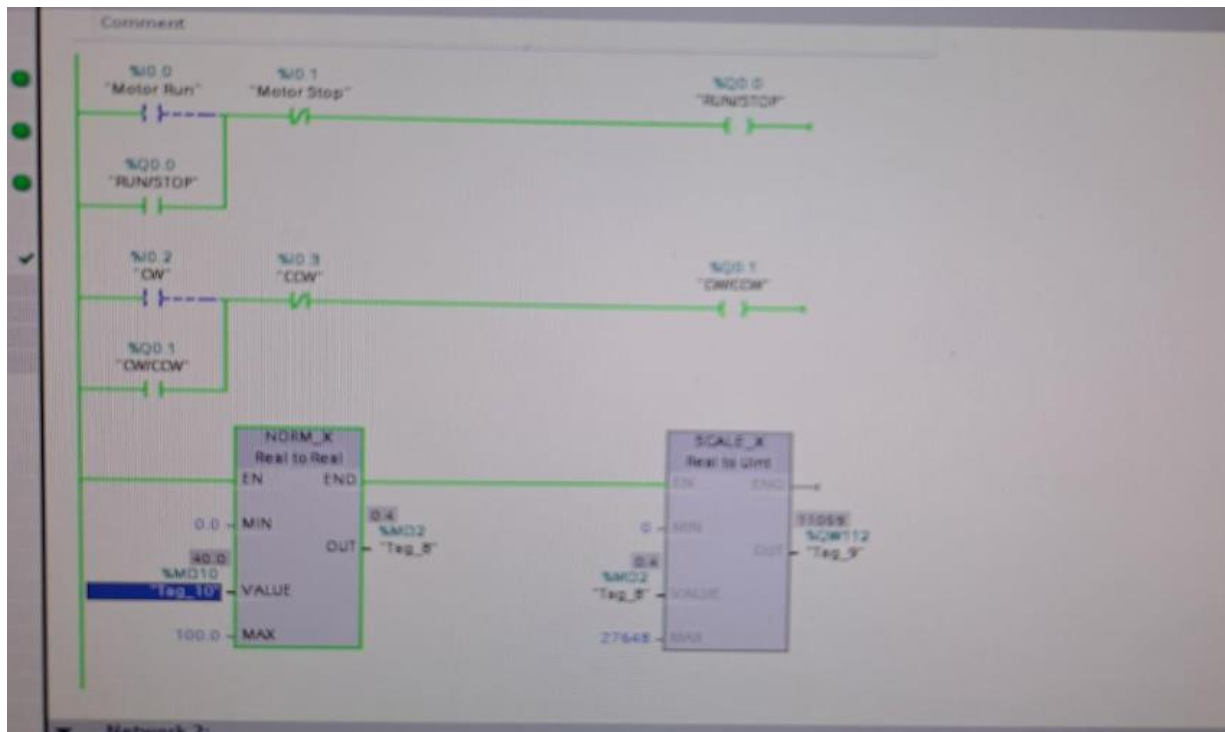 Comment
%I0.0
"Motor Run"
%I0.1
"Motor Stop"
%Q0.0
"RUN/STOP"
%Q0.0
"RUN/STOP"
%I0.2
"CW"
%I0.3
"CCW"
%Q0.1
"CW/CCW"
%Q0.1
"CW/CCW"
NORM_X
Real to Real
EN
ENO
0.0
MIN
0.4
%MD2
OUT
"Tag_8"
40.0
%MD10
"Tag_10"
VALUE
100.0
MAX
SCALE_X
Real to UInt
EN
ENO
0
MIN
11059
%QW112
OUT
"Tag_9"
0.4
%MD2
"Tag_8"
VALUE
27648
MAX
Network 2: